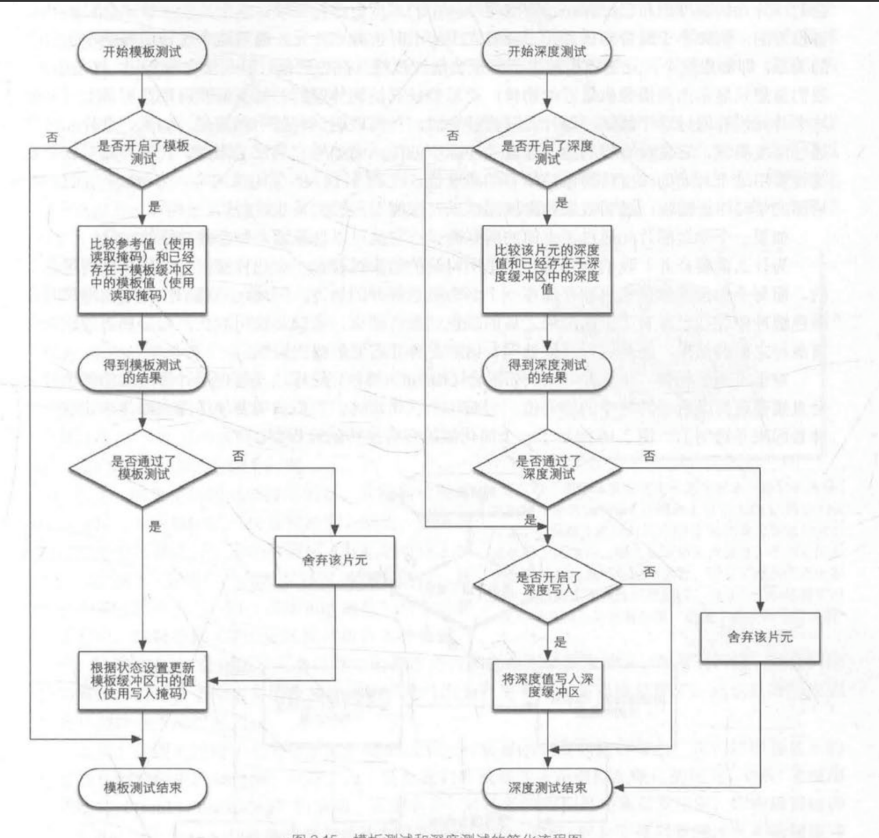 开始模板测试
否
是否开启了模板
测试
是
比较参考值（使用
读取掩码）和已经
存在于模板缓冲区
中的模板值（使用
读取掩码）
得到模板测试
的结果
是否通过了
模板测试
否
是
舍弃该片元
根据状态设置更新
模板缓冲区中的值
（使用写入掩码）
模板测试结束
开始深度测试
否
是否开启了深度
测试
是
比较该片元的深度
值和已经存在于深
度缓冲区中的深度
值
得到深度测试
的结果
是否通过了
深度测试
否
是
是否开启了
深度写入
否
是
舍弃该片元
将深度值写入深
度缓冲区
深度测试结束